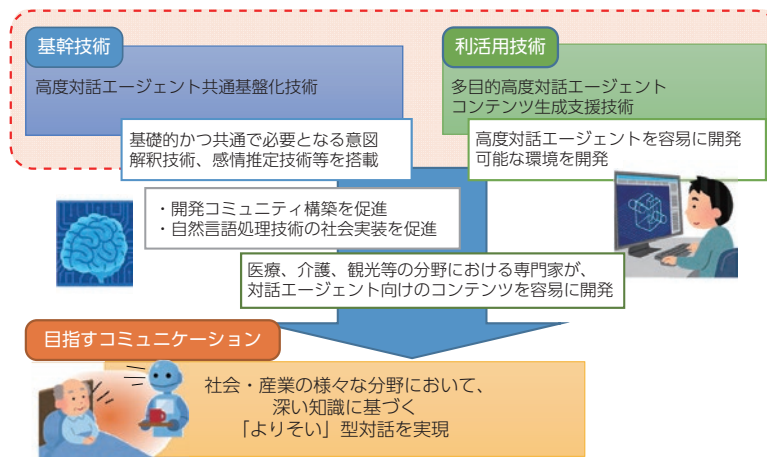 基幹技術
高度対話エージェント共通基盤化技術
基礎的かつ共通で必要となる意図
解釈技術、感情推定技術等を搭載
利活用技術
多目的高度対話エージェント
コンテンツ生成支援技術
高度対話エージェントを容易に開発
可能な環境を開発
・開発コミュニティ構築を促進
・自然言語処理技術の社会実装を促進
医療、介護、観光等の分野における専門家が、
対話エージェント向けのコンテンツを容易に開発
目指すコミュニケーション
社会・産業の様々な分野において、
深い知識に基づく
「よりそい」型対話を実現